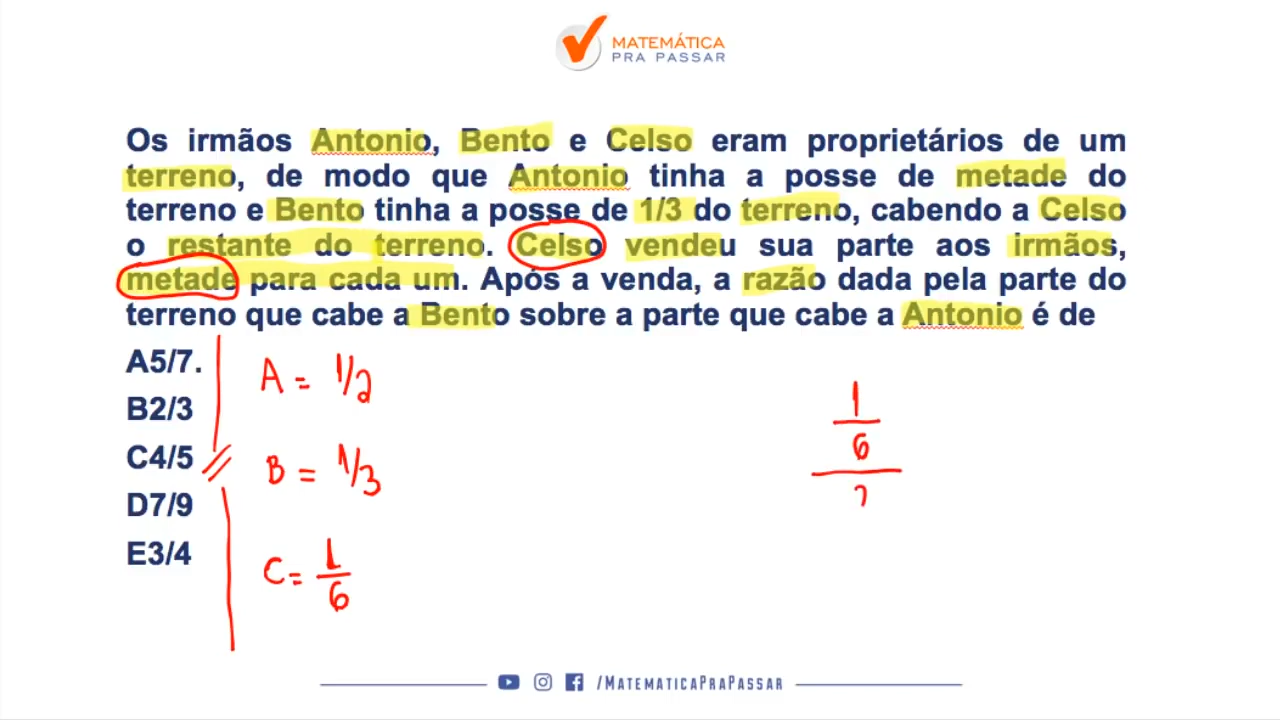 MATEMÁTICA
PRA PASSAR
Os irmãos Antonio, Bento e Celso eram proprietários de um
terreno, de modo que Antonio tinha a posse de metade do
terreno e Bento tinha a posse de 1/3 do terreno, cabendo a Celso
o restante do terreno. Celso vendeu sua parte aos irmãos,
metade para cada um. Após a venda, a razão dada pela parte do
terreno que cabe a Bento sobre a parte que cabe a Antonio é de
A5/7.
B2/3
C4/5
D7/9
E3/4
A = 1/2
B = 1/3
C = 1/6
1
6
/MATEMATICAPRAPASSAR